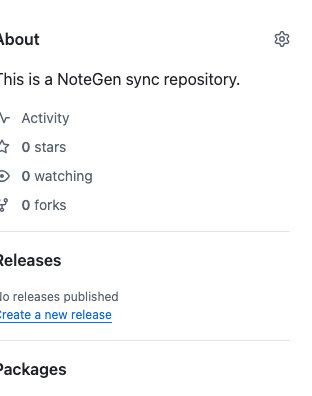 About
This is a NoteGen sync repository.
Activity
0 stars
0 watching
0 forks
Releases
No releases published
Create a new release
Packages